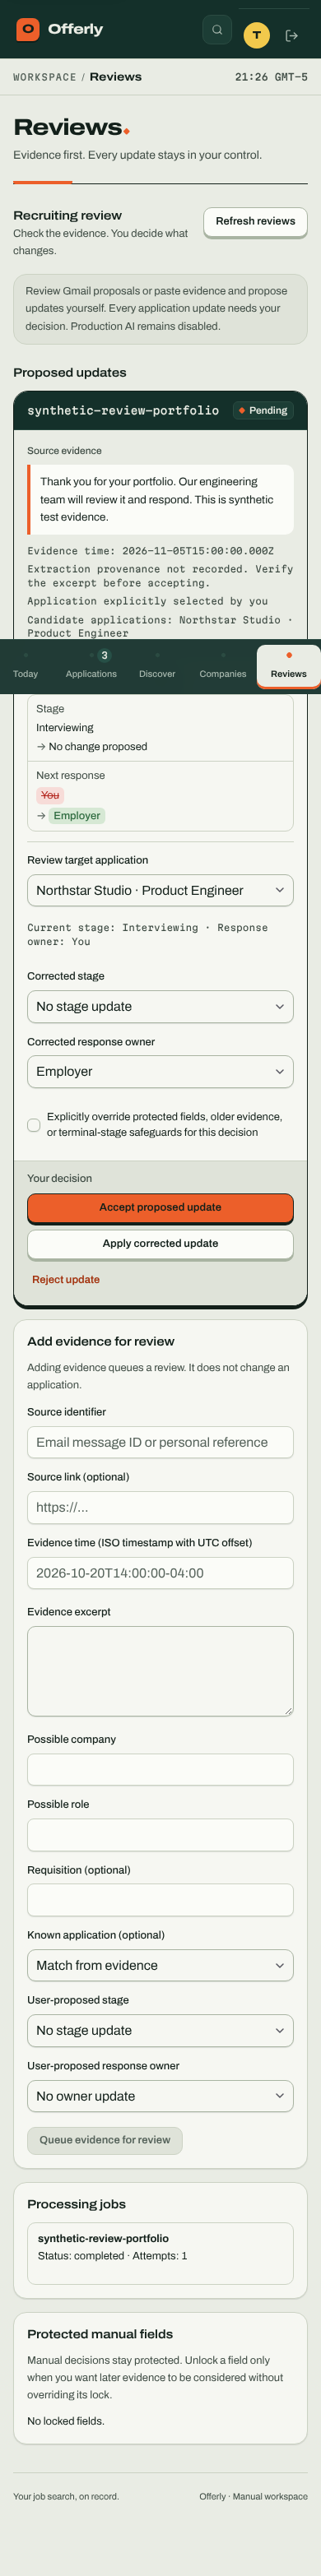 Offerly
T
WORKSPACE / Reviews
21:26 GMT-5
Reviews
Evidence first. Every update stays in your control.
Recruiting review
Check the evidence. You decide what
changes.
Refresh reviews
Review Gmail proposals or paste evidence and propose
updates yourself. Every application update needs your
decision. Production AI remains disabled.
Proposed updates
synthetic-review-portfolio
Pending
Source evidence
Thank you for your portfolio. Our engineering
team will review it and respond. This is synthetic
test evidence.
Evidence time: 2026-11-05T15:00:00.000Z
Extraction provenance not recorded. Verify
the excerpt before accepting.
Application explicitly selected by you
Candidate applications: Northstar Studio ·
Product Engineer
Today
3
Applications
Discover
Companies
Reviews
Stage
Interviewing
→ No change proposed
Next response
You
→ Employer
Review target application
Northstar Studio · Product Engineer
Current stage: Interviewing · Response
owner: You
Corrected stage
No stage update
Corrected response owner
Employer
Explicitly override protected fields, older evidence,
or terminal-stage safeguards for this decision
Your decision
Accept proposed update
Apply corrected update
Reject update
Add evidence for review
Adding evidence queues a review. It does not change an
application.
Source identifier
Email message ID or personal reference
Source link (optional)
https://...
Evidence time (ISO timestamp with UTC offset)
2026-10-20T14:00:00-04:00
Evidence excerpt
Possible company
Possible role
Requisition (optional)
Known application (optional)
Match from evidence
User-proposed stage
No stage update
User-proposed response owner
No owner update
Queue evidence for review
Processing jobs
synthetic-review-portfolio
Status: completed · Attempts: 1
Protected manual fields
Manual decisions stay protected. Unlock a field only
when you want later evidence to be considered without
overriding its lock.
No locked fields.
Your job search, on record.
Offerly · Manual workspace